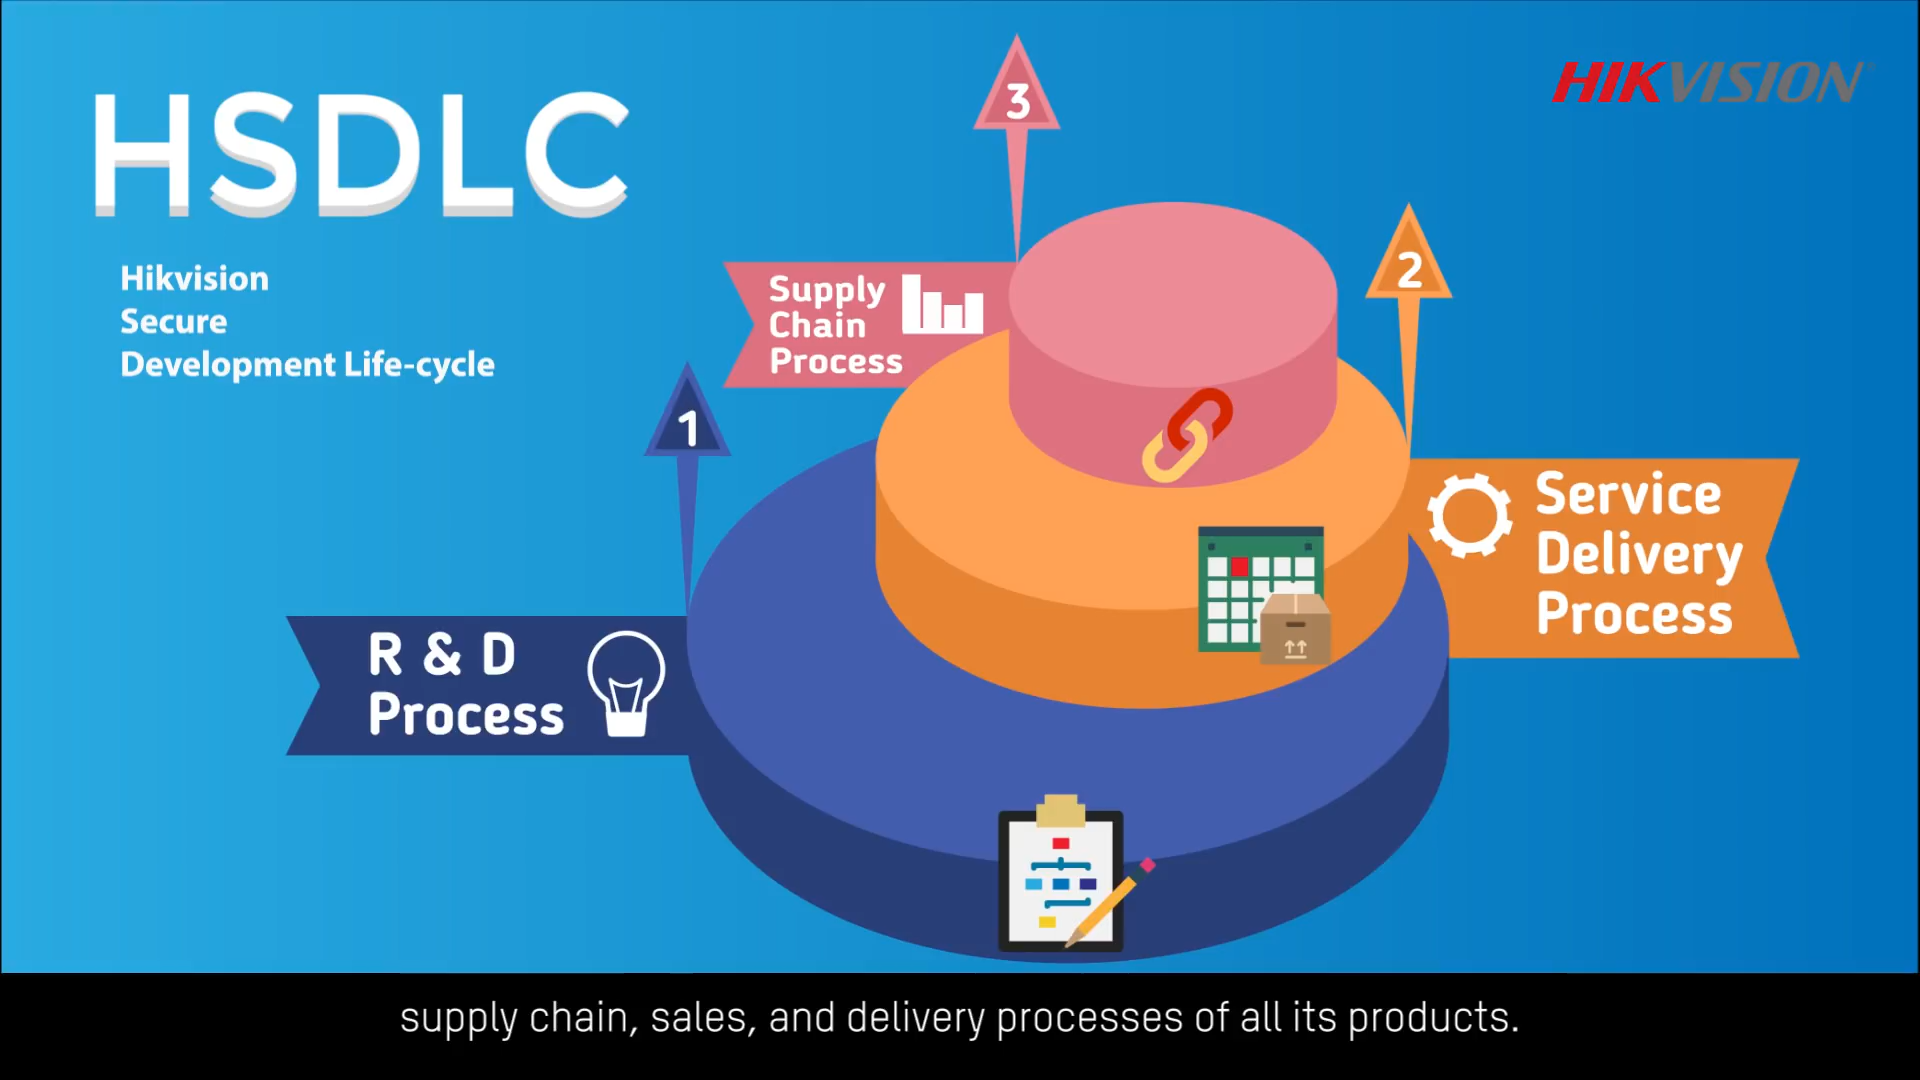 HSDLC
HIKVISION
Hikvision
Secure
Development Life-cycle
3
Supply
Chain
Process
2
Service
Delivery
Process
1
R & D
Process
supply chain, sales, and delivery processes of all its products.